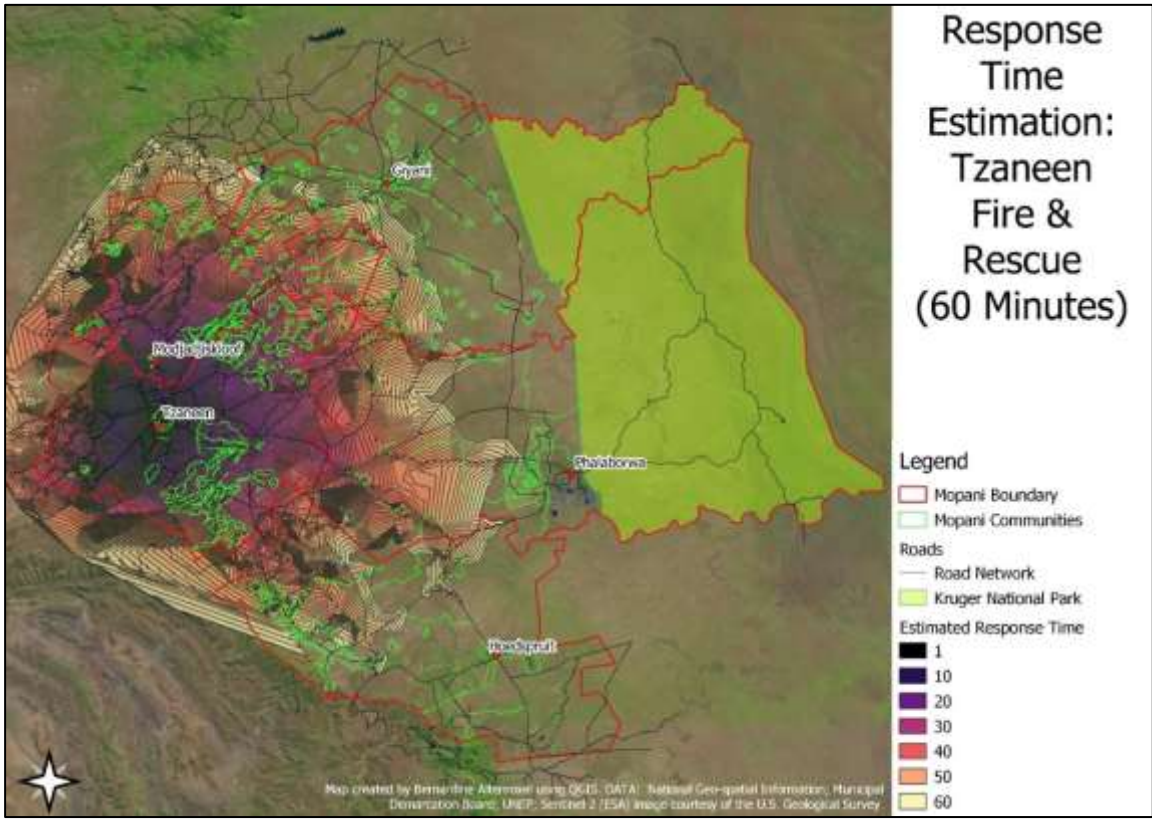 Response
Time
Estimation:
Tzaneen
Fire &
Rescue
(60 Minutes)
Giyani
Modjadjiskloof
Tzaneen
Phalaborwa
Hoedspruit
Legend
Mopani Boundary
Mopani Communities
Roads
Road Network
Kruger National Park
Estimated Response Time
1
10
20
30
40
50
60
Map created by Bernardine Altenroxel using QGIS. DATA: National Geo-spatial Information; Municipal
Demarcation Board; UNEP; Sentinel 2 (ESA) image courtesy of the U.S. Geological Survey